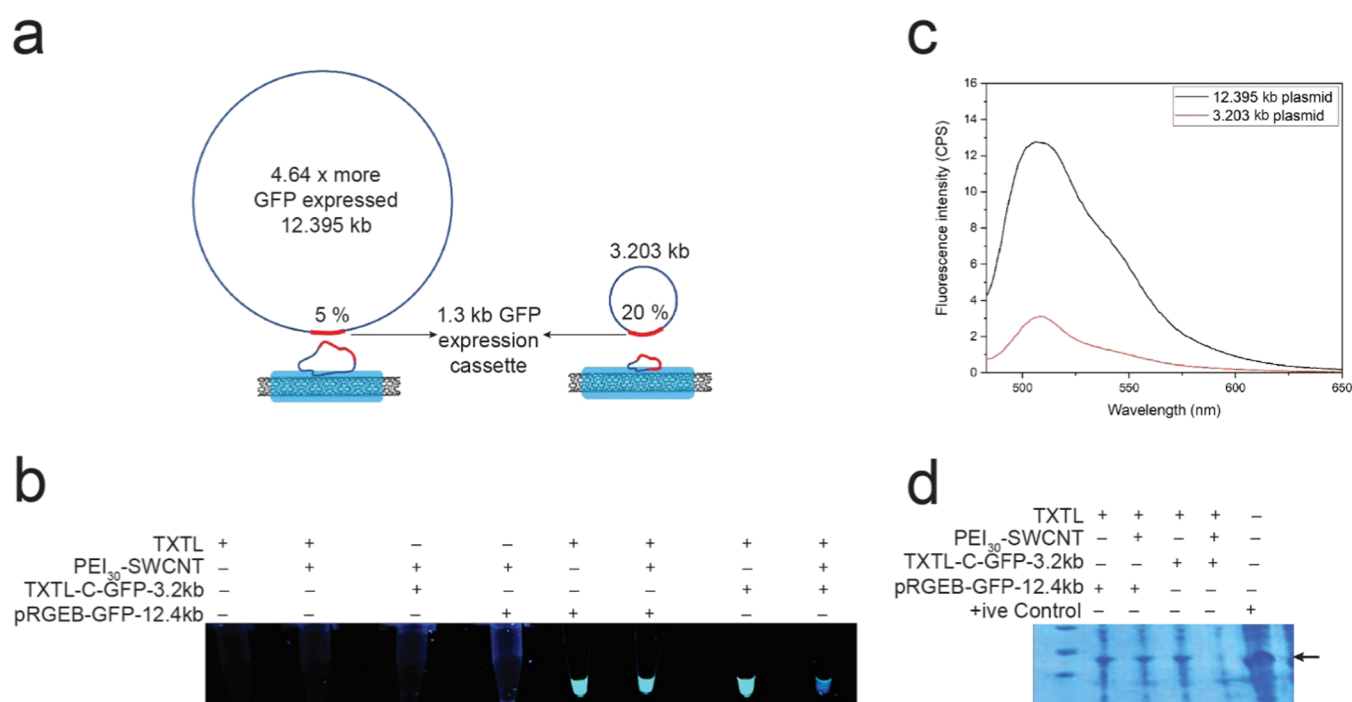 a
4.64 x more
GFP expressed
12.395 kb
3.203 kb
5 %
20 %
1.3 kb GFP
expression
cassette
c
16
14
12
10
8
6
4
2
0
Fluorescence intensity (CPS)
12.395 kb plasmid
3.203 kb plasmid
500
550
600
650
Wavelength (nm)
b
TXTL + + – – + + + +
PEI30-SWCNT – + + + – + – +
TXTL-C-GFP-3.2kb – – + – – – + +
pRGEB-GFP-12.4kb – – – + + + – –
d
TXTL + + + + –
PEI30-SWCNT – + – + –
TXTL-C-GFP-3.2kb – – + + –
pRGEB-GFP-12.4kb + + – – –
+ive Control – – – – +